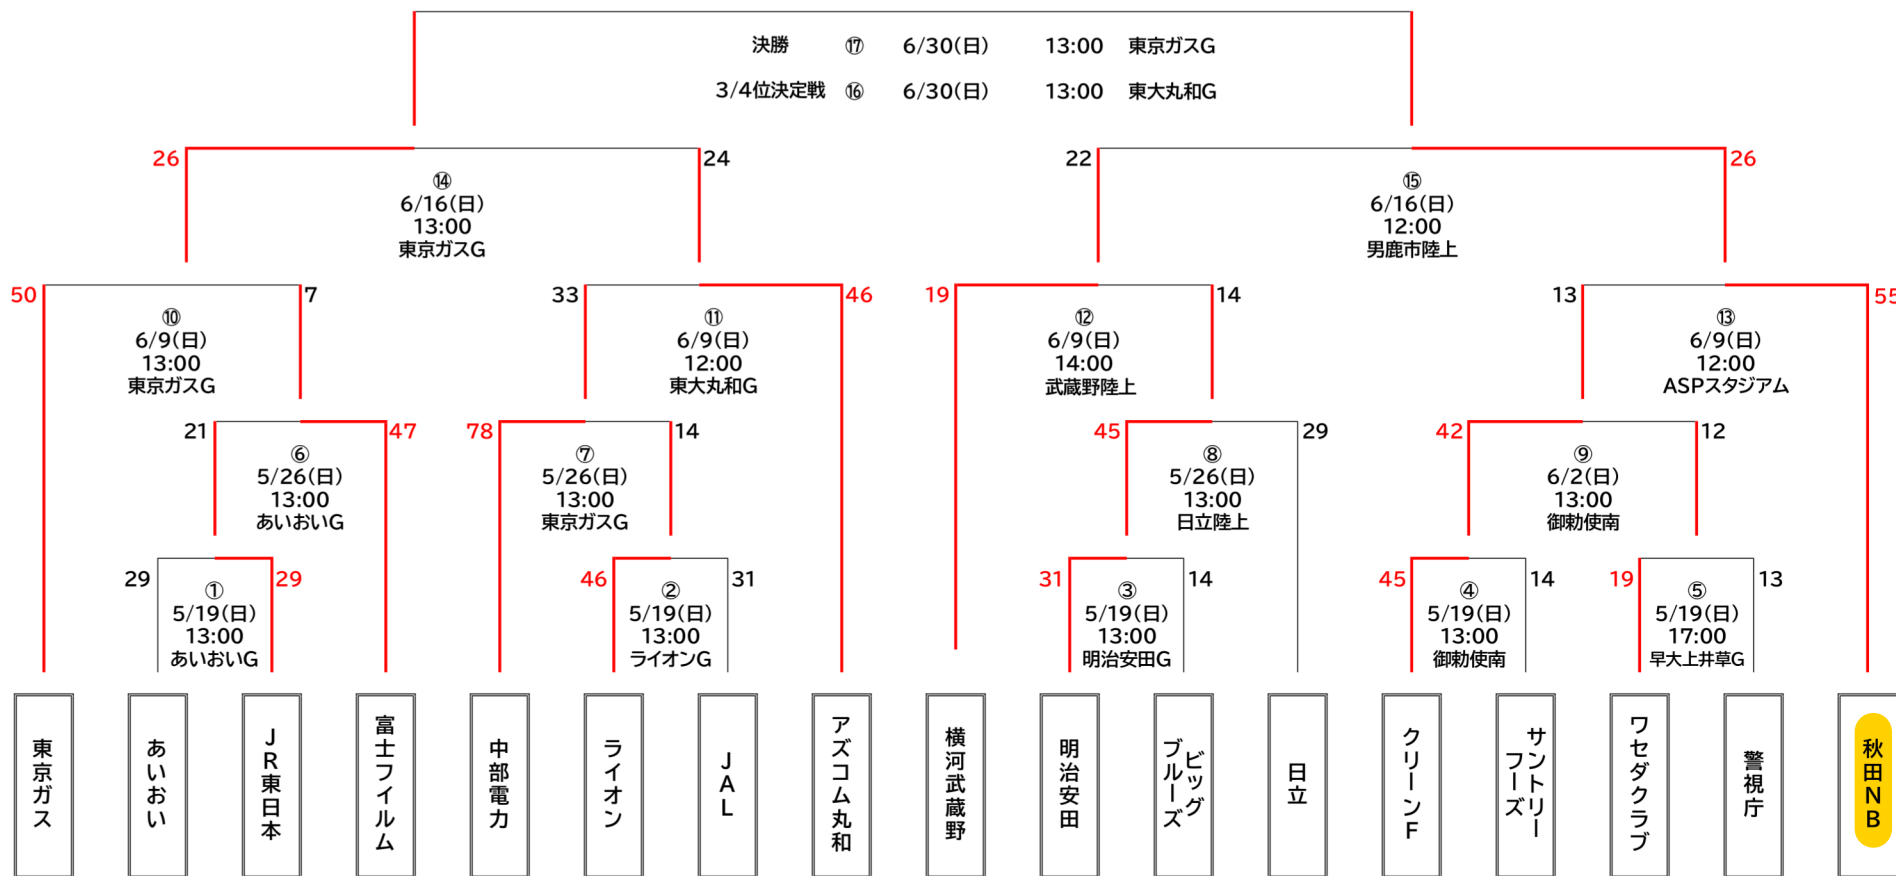 決勝 ⑰ 6/30(日) 13:00 東京ガスG
3/4位決定戦 ⑯ 6/30(日) 13:00 東大丸和G
26 24
⑭
6/16(日)
13:00
東京ガスG
22 26
⑮
6/16(日)
12:00
男鹿市陸上
50 7
⑩
6/9(日)
13:00
東京ガスG
33 46
⑪
6/9(日)
12:00
東大丸和G
19 14
⑫
6/9(日)
14:00
武蔵野陸上
13 55
⑬
6/9(日)
12:00
ASPスタジアム
21 47
⑥
5/26(日)
13:00
あいおいG
78 14
⑦
5/26(日)
13:00
東京ガスG
45 29
⑧
5/26(日)
13:00
日立陸上
42 12
⑨
6/2(日)
13:00
御勅使南
29 29
①
5/19(日)
13:00
あいおいG
46 31
②
5/19(日)
13:00
ライオンG
31 14
③
5/19(日)
13:00
明治安田G
45 14
④
5/19(日)
13:00
御勅使南
19 13
⑤
5/19(日)
17:00
早大上井草G
東京ガス
あいおい
JR東日本
富士フイルム
中部電力
ライオン
JAL
アズコム丸和
横河武蔵野
明治安田
ビッグ
ブルーズ
日立
クリーンF
サントリー
フーズ
ワセダクラブ
警視庁
秋田NB